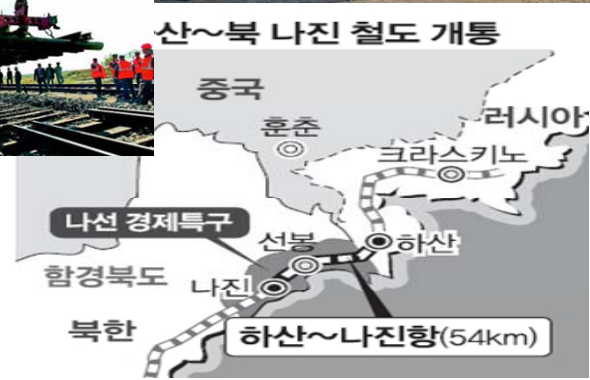 산~북 나진 철도 개통
중국
훈춘
러시아
크라스키노
나선 경제특구
선봉
하산
함경북도
나진
북한
하산~나진항(54km)